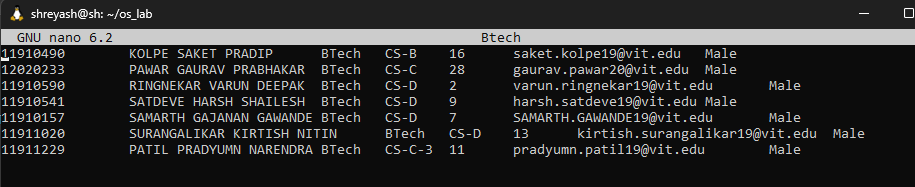 shreyash@sh: ~/os_lab
GNU nano 6.2 Btech
11910490 KOLPE SAKET PRADIP BTech CS-B 16 saket.kolpe19@vit.edu Male
12020233 PAWAR GAURAV PRABHAKAR BTech CS-C 28 gaurav.pawar20@vit.edu Male
11910590 RINGNEKAR VARUN DEEPAK BTech CS-D 2 varun.ringnekar19@vit.edu Male
11910541 SATDEVE HARSH SHAILESH BTech CS-D 9 harsh.satdeve19@vit.edu Male
11910157 SAMARTH GAJANAN GAWANDE BTech CS-D 7 SAMARTH.GAWANDE19@vit.edu Male
11911020 SURANGALIKAR KIRTISH NITIN BTech CS-D 13 kirtish.surangalikar19@vit.edu Male
11911229 PATIL PRADYUMN NARENDRA BTech CS-C-3 11 pradyumn.patil19@vit.edu Male